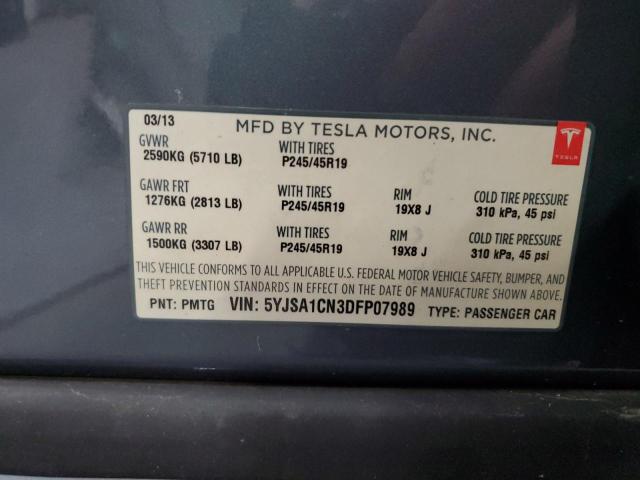 03/13 MFD BY TESLA MOTORS, INC.
TESLA
GVWR WITH TIRES
2590KG (5710 LB) P245/45R19
GAWR FRT WITH TIRES RIM COLD TIRE PRESSURE
1276KG (2813 LB) P245/45R19 19X8 J 310 kPa, 45 psi
GAWR RR WITH TIRES RIM COLD TIRE PRESSURE
1500KG (3307 LB) P245/45R19 19X8 J 310 kPa, 45 psi
THIS VEHICLE CONFORMS TO ALL APPLICABLE U.S. FEDERAL MOTOR VEHICLE SAFETY, BUMPER, AND
THEFT PREVENTION STANDARDS IN EFFECT ON THE DATE OF MANUFACTURE SHOWN ABOVE.
PNT: PMTG VIN: 5YJSA1CN3DFP07989 TYPE: PASSENGER CAR